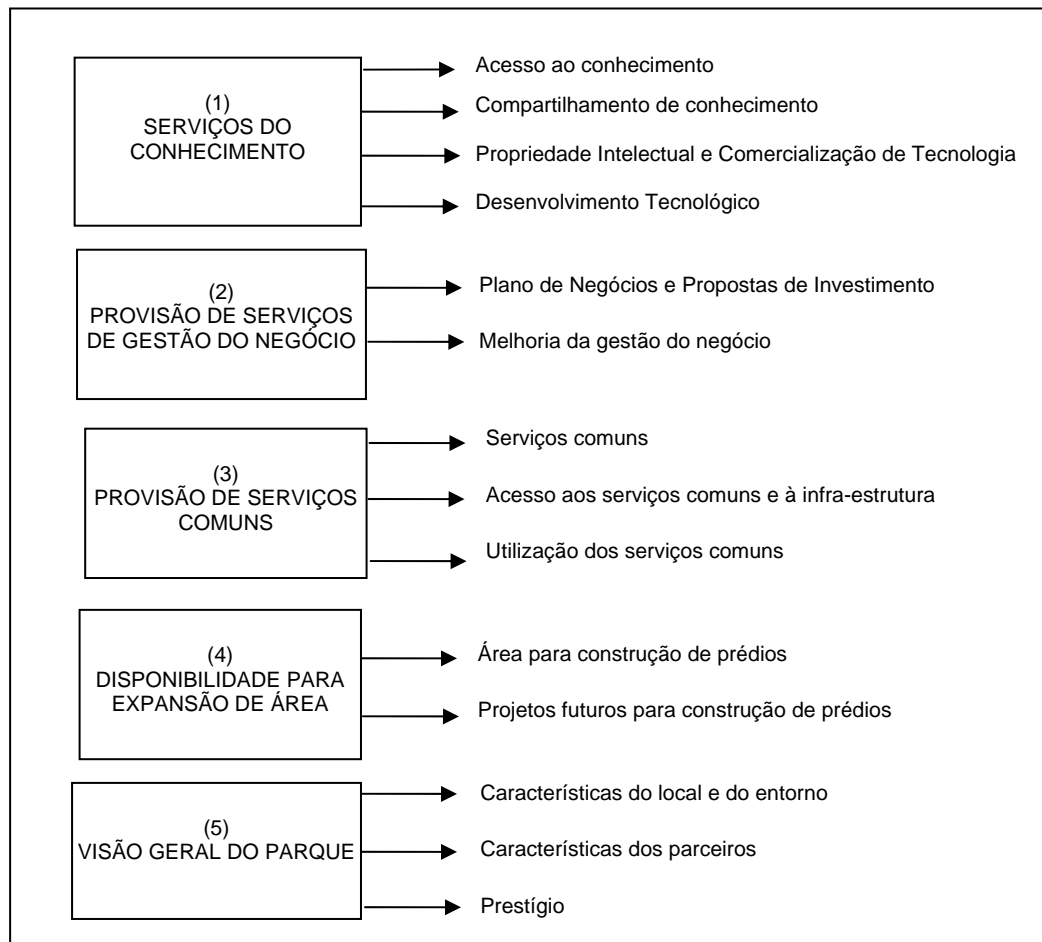 (1)
SERVIÇOS DO
CONHECIMENTO
Acesso ao conhecimento
Compartilhamento de conhecimento
Propriedade Intelectual e Comercialização de Tecnologia
Desenvolvimento Tecnológico
(2)
PROVISÃO DE SERVIÇOS
DE GESTÃO DO NEGÓCIO
Plano de Negócios e Propostas de Investimento
Melhoria da gestão do negócio
(3)
PROVISÃO DE SERVIÇOS
COMUNS
Serviços comuns
Acesso aos serviços comuns e à infra-estrutura
Utilização dos serviços comuns
(4)
DISPONIBILIDADE PARA
EXPANSÃO DE ÁREA
Área para construção de prédios
Projetos futuros para construção de prédios
(5)
VISÃO GERAL DO PARQUE
Características do local e do entorno
Características dos parceiros
Prestígio